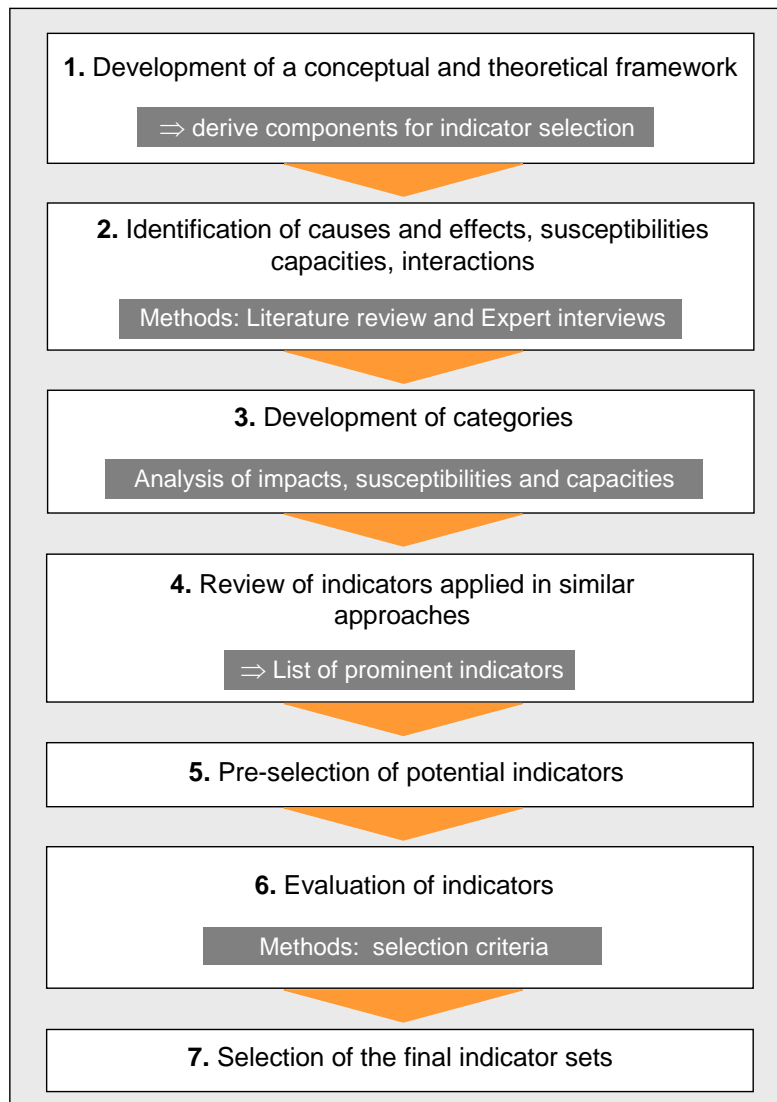 1. Development of a conceptual and theoretical framework
⇒ derive components for indicator selection
2. Identification of causes and effects, susceptibilities
capacities, interactions
Methods: Literature review and Expert interviews
3. Development of categories
Analysis of impacts, susceptibilities and capacities
4. Review of indicators applied in similar
approaches
⇒ List of prominent indicators
5. Pre-selection of potential indicators
6. Evaluation of indicators
Methods:  selection criteria
7. Selection of the final indicator sets